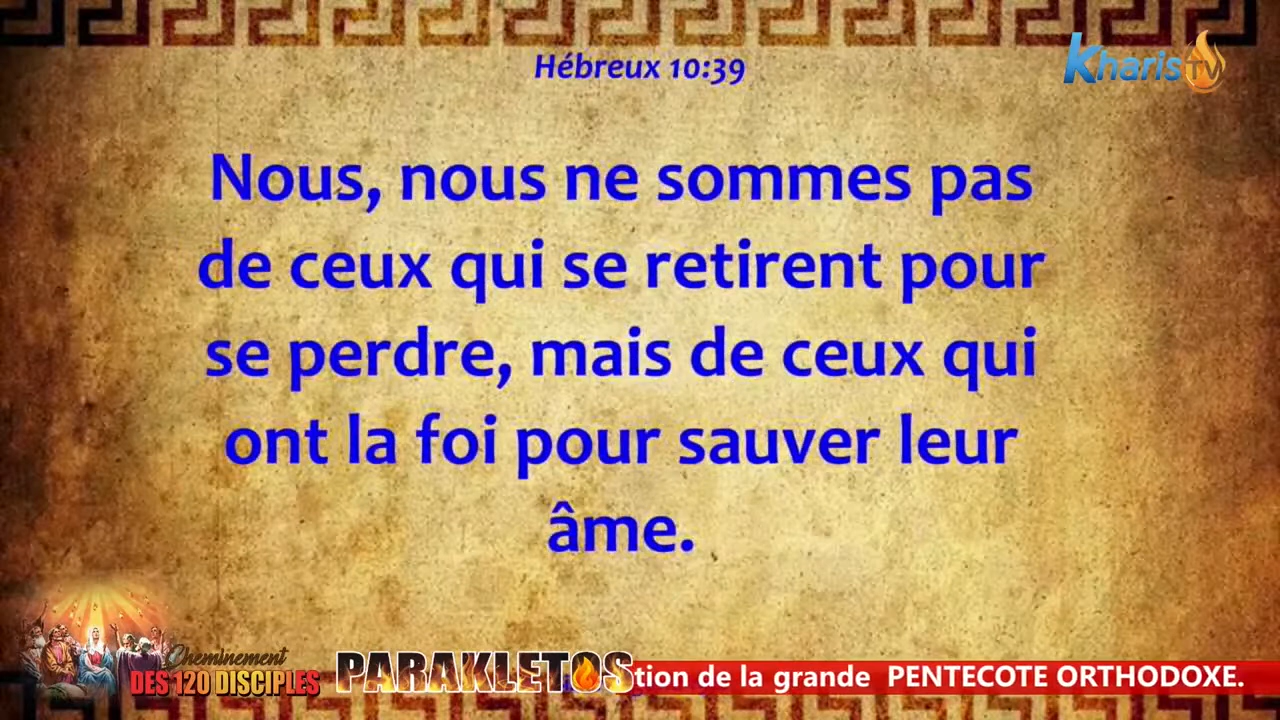 Hébreux 10:39
Kharis TV
Nous, nous ne sommes pas
de ceux qui se retirent pour
se perdre, mais de ceux qui
ont la foi pour sauver leur
âme.
Cheminement
DES 120 DISCIPLES
PARAKLETOS
tion de la grande PENTECOTE ORTHODOXE.